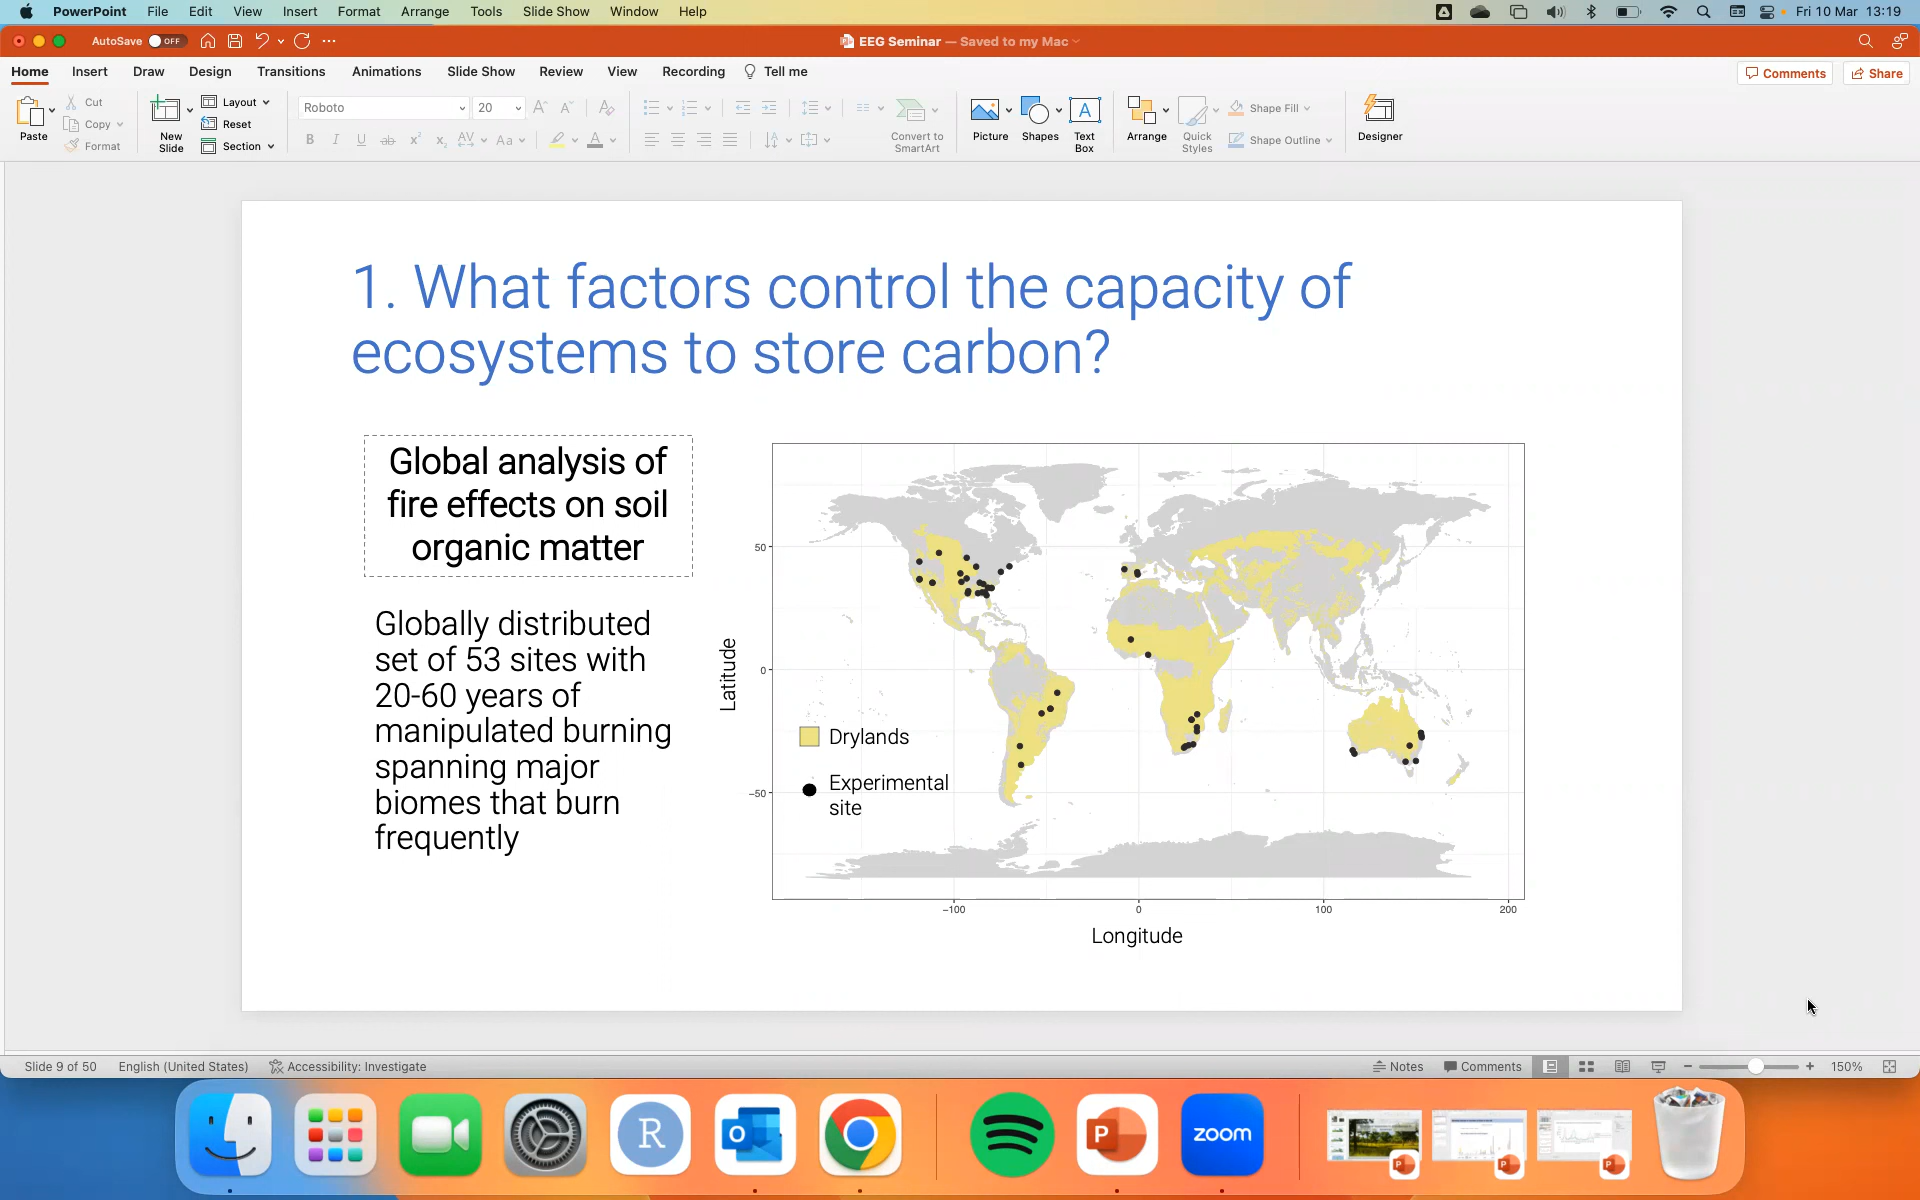 PowerPoint File Edit View Insert Format Arrange Tools Slide Show Window Help Fri 10 Mar 13:19
AutoSave OFF EEG Seminar — Saved to my Mac
Home Insert Draw Design Transitions Animations Slide Show Review View Recording Tell me Comments Share
Paste
Cut
Copy
Format
New
Slide
Layout
Reset
Section
Roboto 20
Convert to
SmartArt
Picture
Shapes
Text
Box
Arrange
Quick
Styles
Shape Fill
Shape Outline
Designer
1. What factors control the capacity of
ecosystems to store carbon?
Global analysis of
fire effects on soil
organic matter
Globally distributed
set of 53 sites with
20-60 years of
manipulated burning
spanning major
biomes that burn
frequently
Latitude
50
0
−50
Drylands
Experimental
site
−100 0 100 200
Longitude
Slide 9 of 50 English (United States) Accessibility: Investigate Notes Comments 150%
zoom